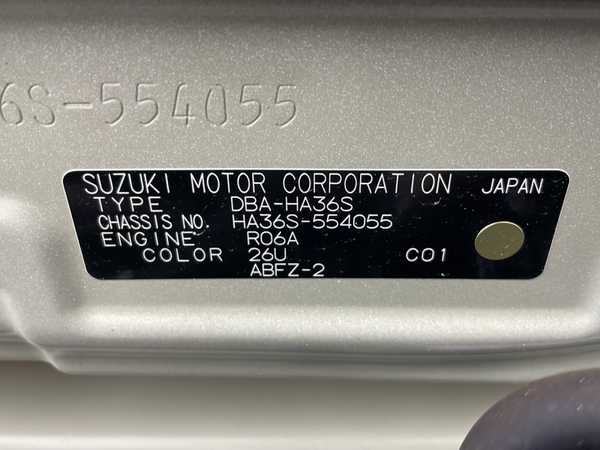 6S-554055
SUZUKI MOTOR CORPORATION JAPAN
TYPE DBA-HA36S
CHASSIS NO. HA36S-554055
ENGINE R06A
COLOR 26U C01
ABFZ-2